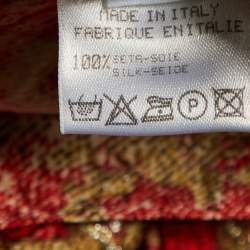 MADE IN ITALY
FABRIQUE EN ITALIE
100% SETA-SOIE
SILK-SEIDE
P